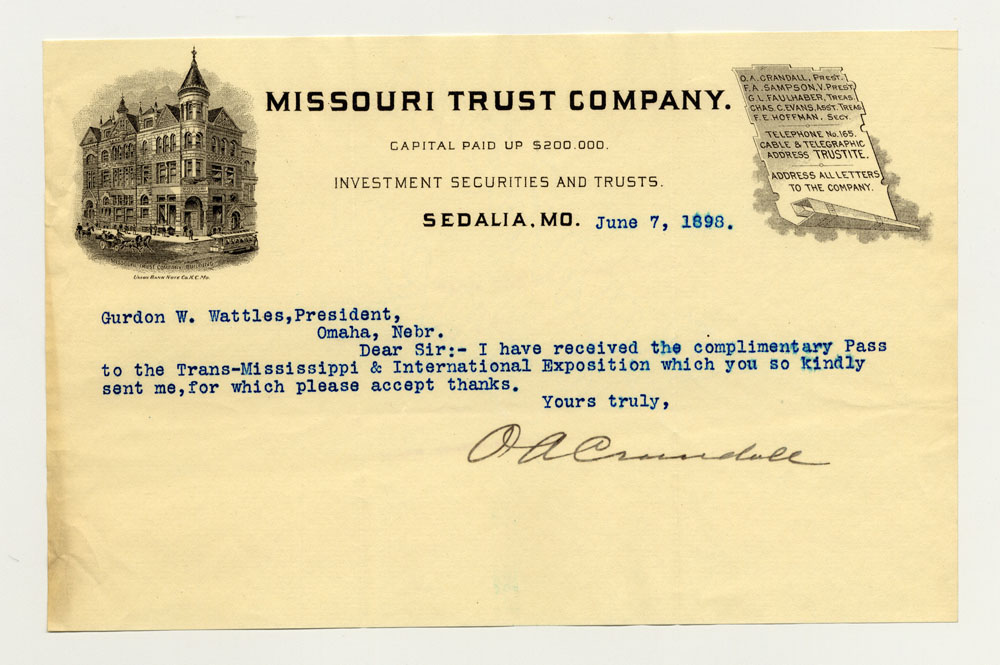 MISSOURI TRUST COMPANY.
CAPITAL PAID UP $200.000.
INVESTMENT SECURITIES AND TRUSTS.
SEDALIA, MO. June 7, 1898.
TRUST COMPANY BUILDING
Union Bank Note Co. K.C. Mo.
O. A. CRANDALL, PREST.
F. A. SAMPSON, V. PREST.
G. L. FAULHABER, TREAS.
CHAS. C. EVANS, ASST. TREAS.
F. E. HOFFMAN, SECY.
TELEPHONE No. 165.
CABLE & TELEGRAPHIC
ADDRESS TRUSTITE.
ADDRESS ALL LETTERS
TO THE COMPANY.
Gurdon W. Wattles,President,
Omaha, Nebr.
Dear Sir:- I have received the complimentary Pass
to the Trans-Mississippi & International Exposition which you so kindly
sent me,for which please accept thanks.
Yours truly,
O A Crandall